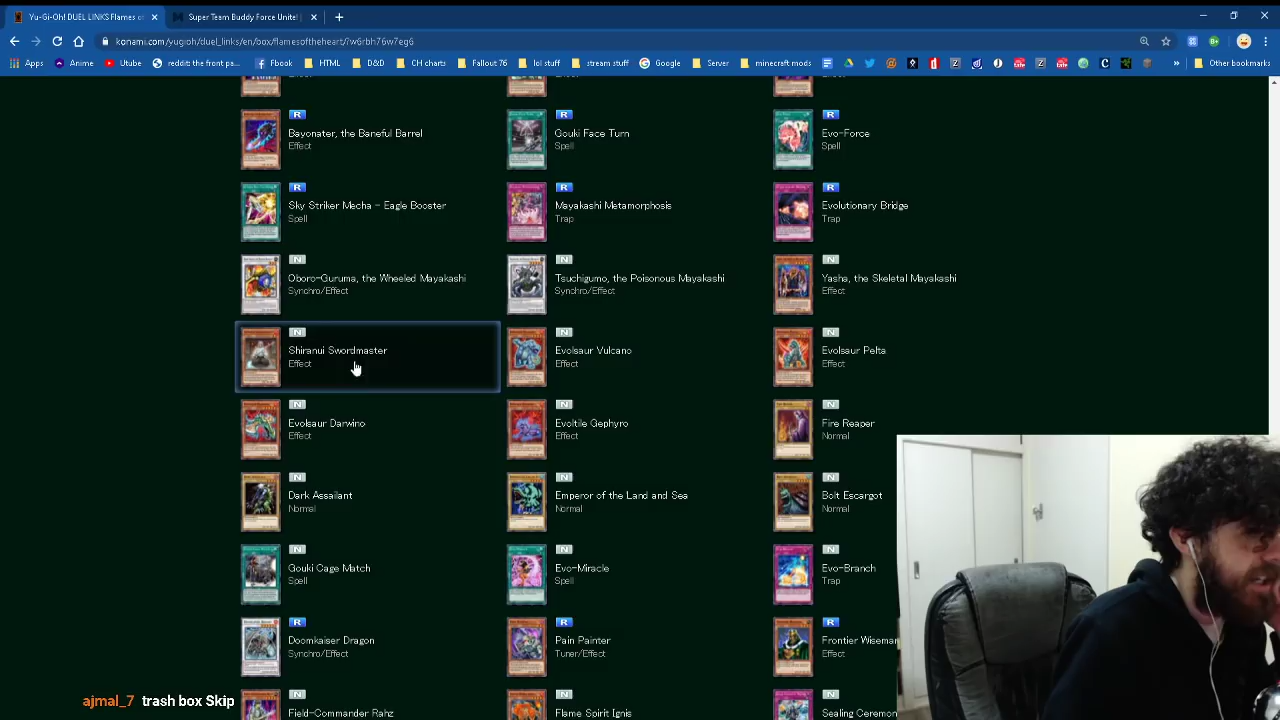 Yu-Gi-Oh! DUEL LINKS Flames of
Super Team Buddy Force Unite!
konami.com/yugioh/duel_links/en/box/flamesoftheheart/?w6rbh76w7eg6
Apps
Anime
Utube
reddit the front pa...
Fbook
HTML
D&D
CH charts
Fallout 76
lol stuff
stream stuff
Google
Server
minecraft mods
Other bookmarks
R
Bayonater, the Baneful Barrel
Effect
R
Gouki Face Turn
Spell
R
Evo-Force
Spell
R
Sky Striker Mecha - Eagle Booster
Spell
R
Mayakashi Metamorphosis
Trap
R
Evolutionary Bridge
Trap
N
Oboro-Guruma, the Wheeled Mayakashi
Synchro/Effect
N
Tsuchigumo, the Poisonous Mayakashi
Synchro/Effect
N
Yasha, the Skeletal Mayakashi
Effect
N
Shiranui Swordmaster
Effect
N
Evolsaur Vulcano
Effect
N
Evolsaur Pelta
Effect
N
Evolsaur Darwino
Effect
N
Evoltile Gephyro
Effect
N
Fire Reaper
Normal
N
Dark Assailant
Normal
N
Emperor of the Land and Sea
Normal
N
Bolt Escargot
Normal
N
Gouki Cage Match
Spell
N
Evo-Miracle
Spell
N
Evo-Branch
Trap
R
Doomkaiser Dragon
Synchro/Effect
R
Pain Painter
Tuner/Effect
R
Frontier Wiseman
Effect
N
Field-Commander Rahz
N
Flame Spirit Ignis
N
Sealing Ceremon
ajmal_7 trash box Skip